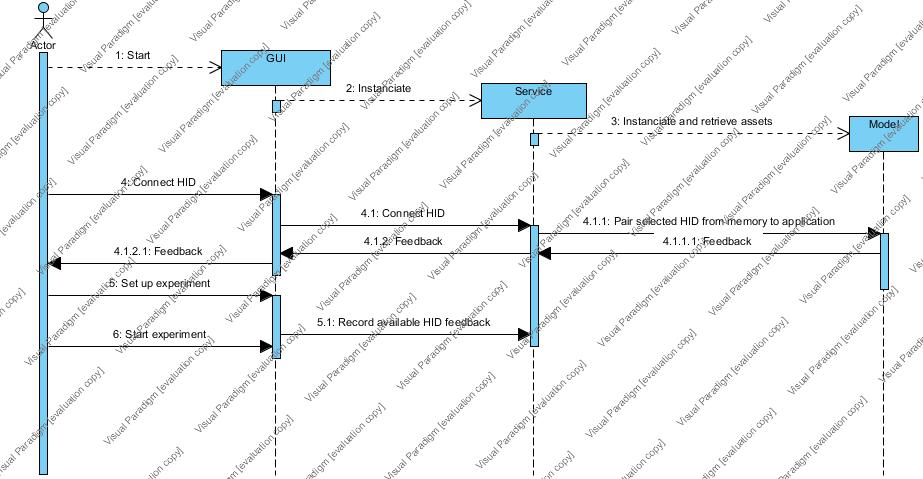 Actor
1: Start
GUI
2: Instanciate
Service
3: Instanciate and retrieve assets
Model
4: Connect HID
4.1: Connect HID
4.1.1: Pair selected HID from memory to application
4.1.2.1: Feedback
4.1.2: Feedback
4.1.1.1: Feedback
5: Set up experiment
6: Start experiment
5.1: Record available HID feedback
Visual Paradigm [evaluation copy]